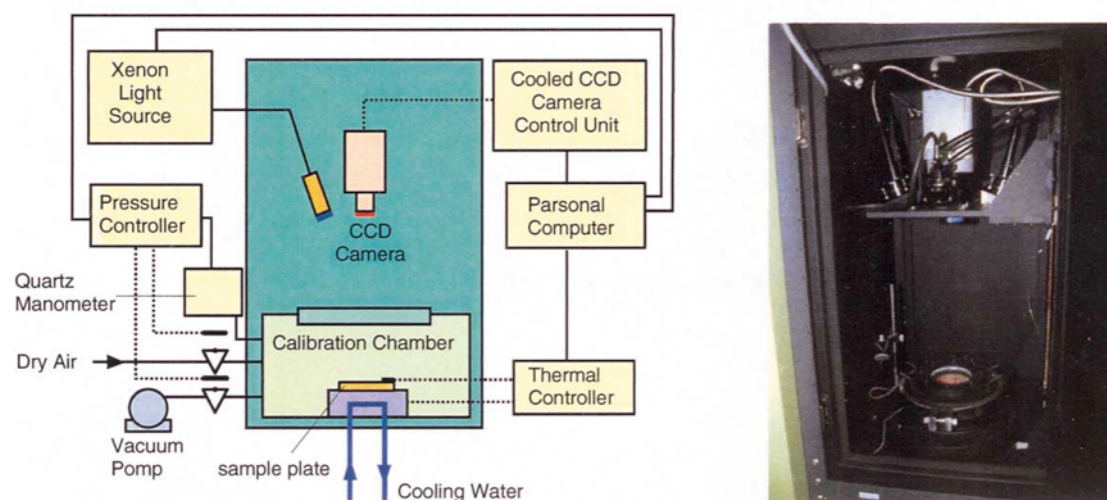 Xenon
Light
Source
Cooled CCD
Camera
Control Unit
Pressure
Controller
CCD
Camera
Parsonal
Computer
Quartz
Manometer
Calibration Chamber
Dry Air
Thermal
Controller
Vacuum
Pomp
sample plate
Cooling Water